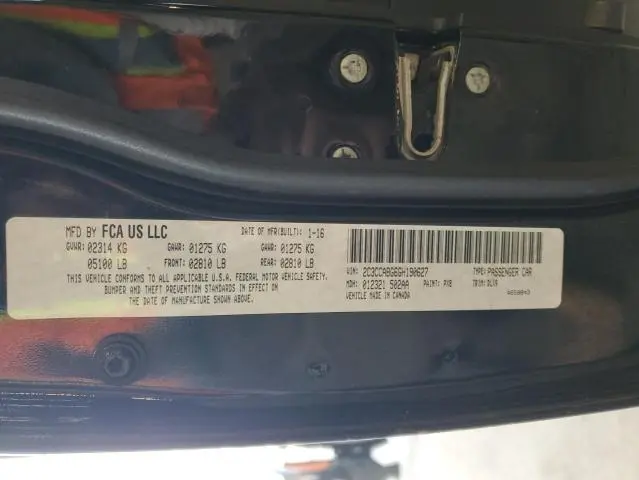 MFD BY FCA US LLC DATE OF MFR(BUILT): 1-16
GVWR: 02314 KG GAWR: 01275 KG GAWR: 01275 KG
05100 LB FRONT: 02810 LB REAR: 02810 LB
THIS VEHICLE CONFORMS TO ALL APPLICABLE U.S.A. FEDERAL MOTOR VEHICLE SAFETY,
BUMPER AND THEFT PREVENTION STANDARDS IN EFFECT ON
THE DATE OF MANUFACTURE SHOWN ABOVE.
VIN: 2C3CCABG6GH190627 TYPE: PASSENGER CAR
MDH: 012321 502AA PAINT: PX8 TRIM: DLX9
VEHICLE MADE IN CANADA